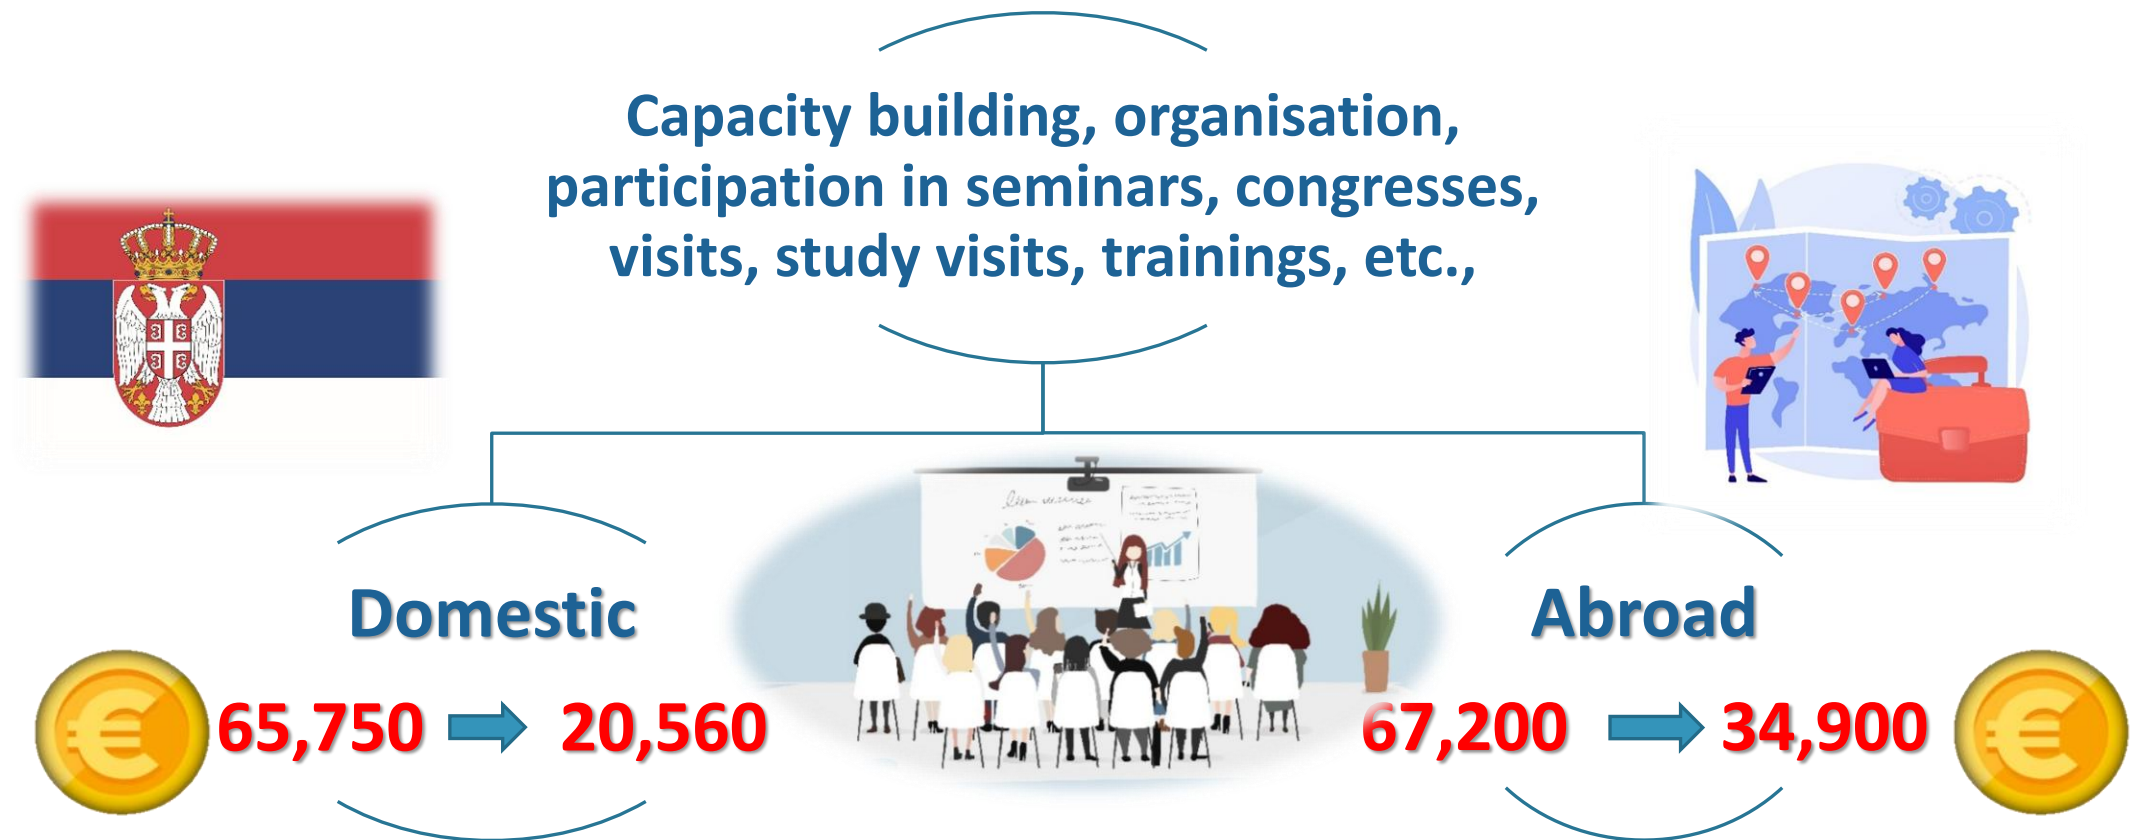 Capacity building, organisation,
participation in seminars, congresses,
visits, study visits, trainings, etc.,
Domestic
65,750 20,560
Abroad
67,200 34,900